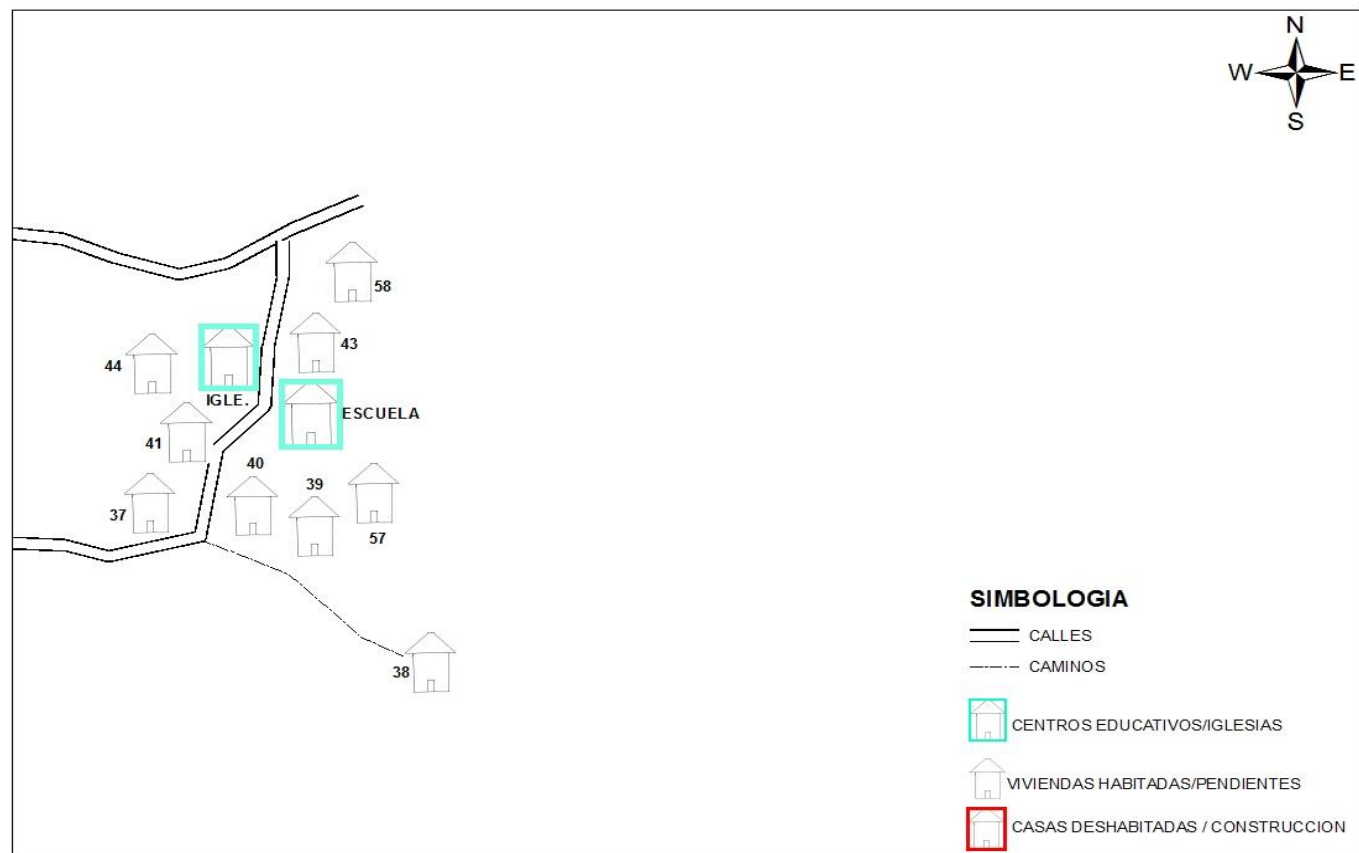 N
W E
S
58
43
44
IGLE.
ESCUELA
41
40
39
37
57
38
SIMBOLOGIA
CALLES
CAMINOS
CENTROS EDUCATIVOS/IGLESIAS
VIVIENDAS HABITADAS/PENDIENTES
CASAS DESHABITADAS / CONSTRUCCION